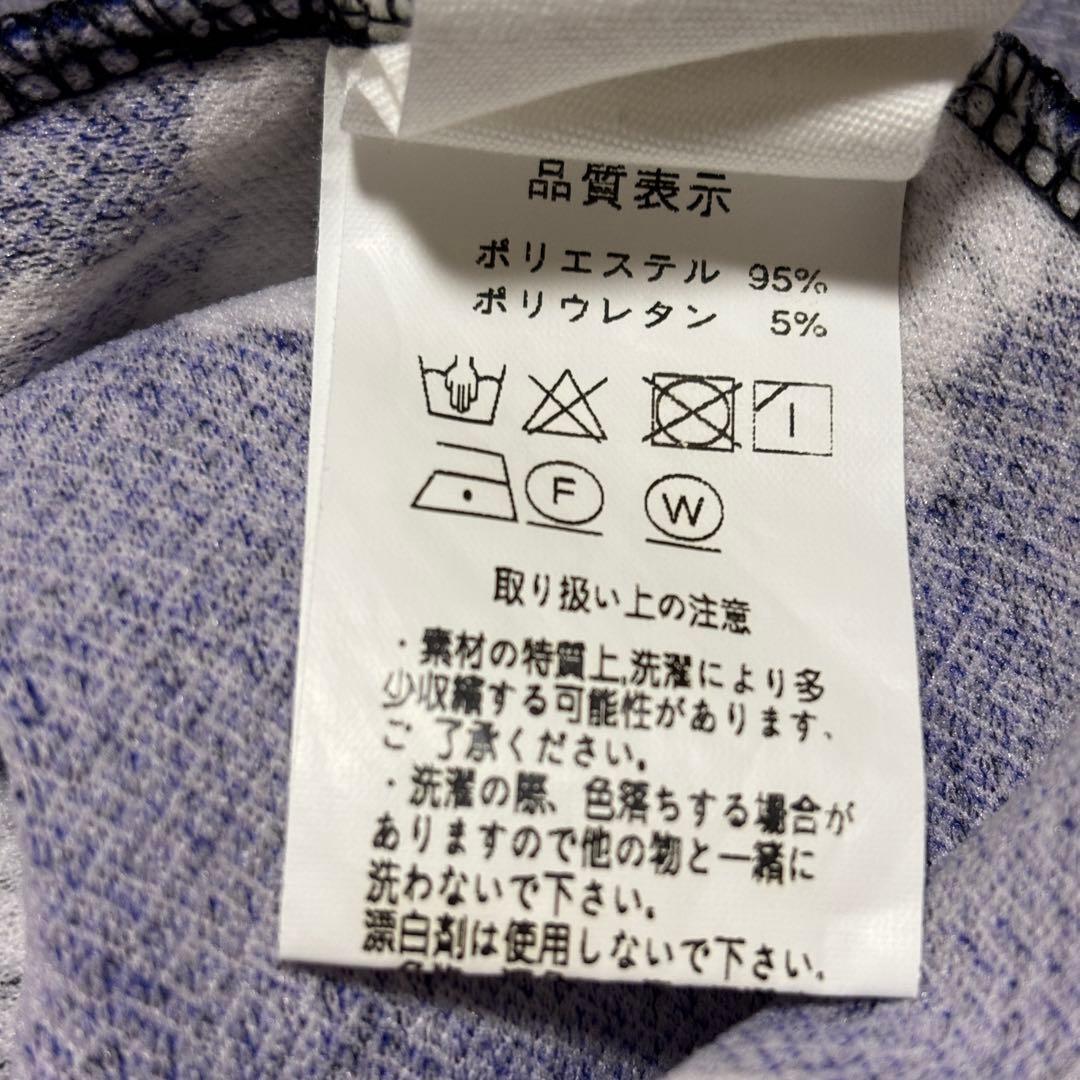 品質表示
ポリエステル 95%
ポリウレタン 5%
F W
取り扱い上の注意
・素材の特質上,洗濯により多
少収縮する可能性があります、
ご 了承ください。
・洗濯の際、色落ちする場合が
ありますので他の物と一緒に
洗わないで下さい。
漂白剤は使用しないで下さい.